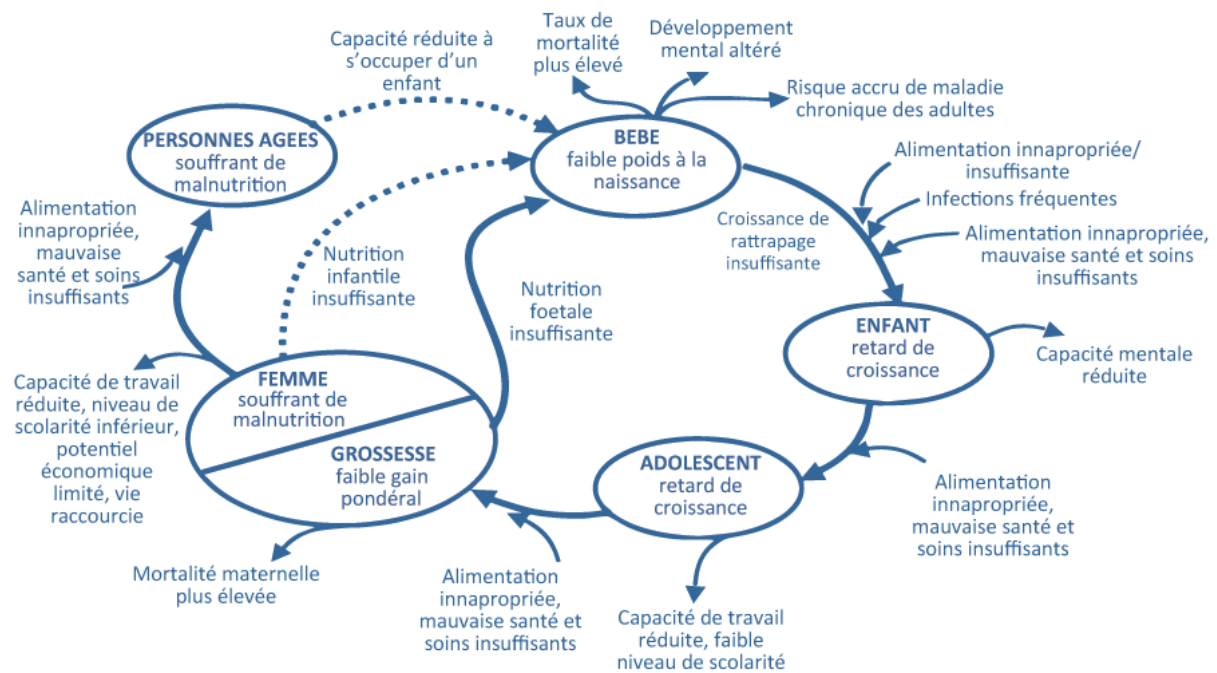 Capacité réduite à
s'occuper d'un
enfant
Taux de
mortalité
plus élevé
Développement
mental altéré
Risque accru de maladie
chronique des adultes
PERSONNES AGEES
souffrant de
malnutrition
BEBE
faible poids à la
naissance
Alimentation innapropriée/
insuffisante
Infections fréquentes
Alimentation innapropriée,
mauvaise santé et soins
insuffisants
Croissance de
rattrapage
insuffisante
Alimentation
innapropriée,
mauvaise
santé et soins
insuffisants
Nutrition
infantile
insuffisante
Nutrition
foetale
insuffisante
ENFANT
retard de
croissance
Capacité mentale
réduite
FEMME
souffrant de
malnutrition
GROSSESSE
faible gain
pondéral
Capacité de travail
réduite, niveau de
scolarité inférieur,
potentiel
économique
limité, vie
raccourcie
ADOLESCENT
retard de
croissance
Alimentation
innapropriée,
mauvaise santé et
soins insuffisants
Mortalité maternelle
plus élevée
Alimentation
innapropriée,
mauvaise santé et
soins insuffisants
Capacité de travail
réduite, faible
niveau de scolarité